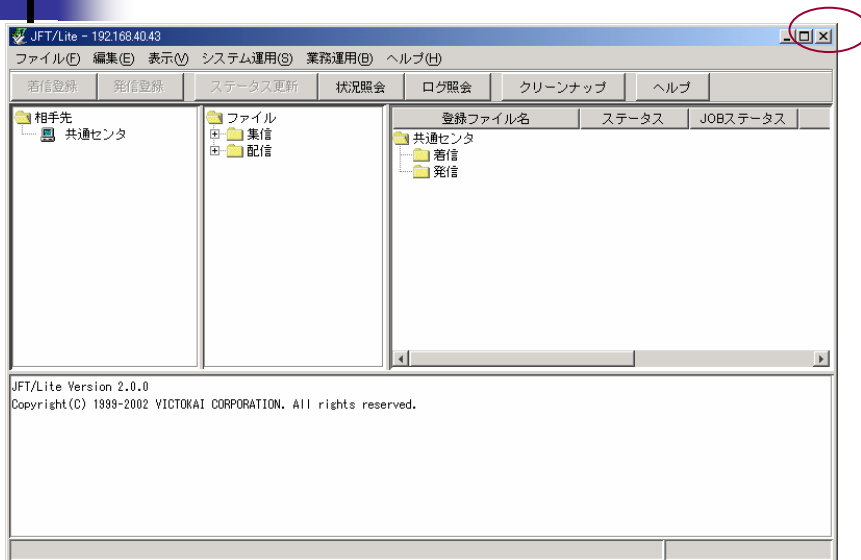 JFT/Lite - 192.168.40.43
ファイル(F) 編集(E) 表示(V) システム運用(S) 業務運用(B) ヘルプ(H)
着信登録 発信登録 ステータス更新 状況照会 ログ照会 クリーンナップ ヘルプ
相手先
共通センタ
ファイル
集信
配信
登録ファイル名 ステータス JOBステータス
共通センタ
着信
発信
JFT/Lite Version 2.0.0
Copyright(C) 1999-2002 VICTOKAI CORPORATION. All rights reserved.